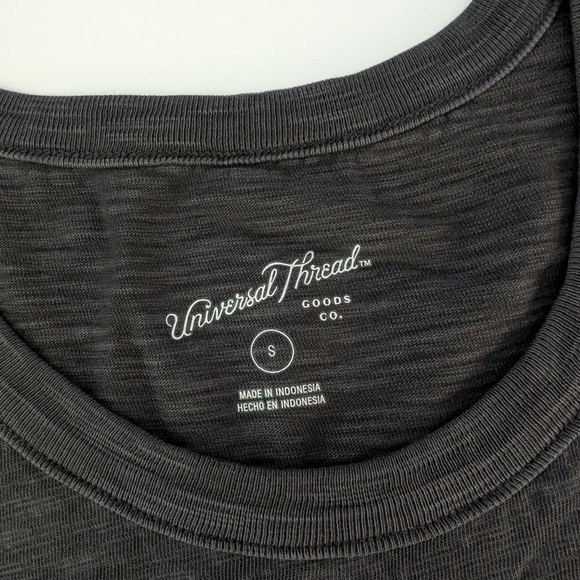 Universal Thread™
GOODS
CO.
S
MADE IN INDONESIA
HECHO EN INDONESIA